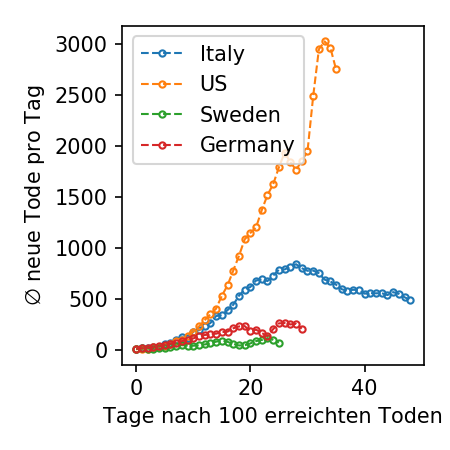 Italy
US
Sweden
Germany
∅ neue Tode pro Tag
3000
2500
2000
1500
1000
500
0
0 20 40
Tage nach 100 erreichten Toden